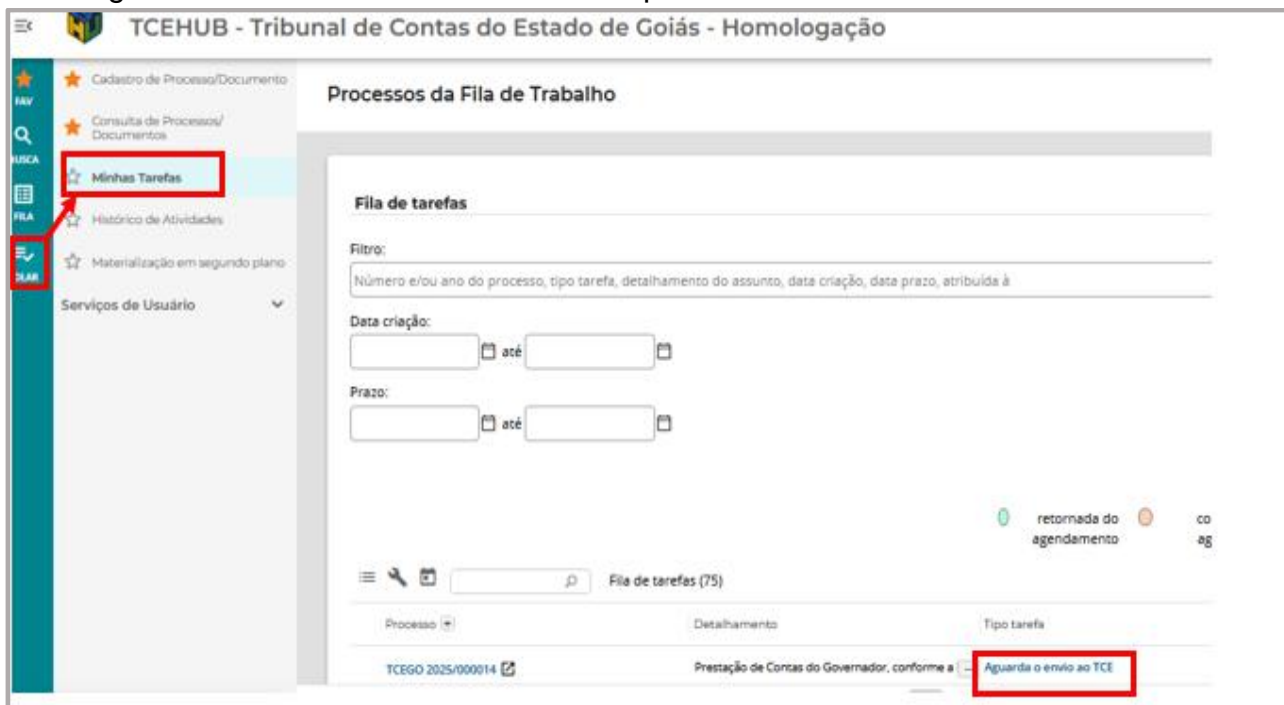 TCEHUB - Tribunal de Contas do Estado de Goiás - Homologação
FAV
BUSCA
FILA
Cadastro de Processo/Documento
Consulta de Processos/
Documentos
Minhas Tarefas
Histórico de Atividades
Materialização em segundo plano
Serviços de Usuário
Processos da Fila de Trabalho
Fila de tarefas
Filtro:
Número e/ou ano do processo, tipo tarefa, detalhamento do assunto, data criação, data prazo, atribuída à
Data criação:
até
Prazo:
até
retornada do
agendamento
co
ag
Fila de tarefas (75)
Processo
Detalhamento
Tipo tarefa
TCEGO 2025/000014
Prestação de Contas do Governador, conforme a
Aguarda o envio ao TCE